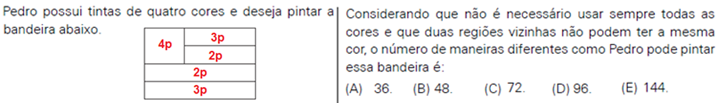 Pedro possui tintas de quatro cores e deseja pintar a
bandeira abaixo.
4p
3p
2p
2p
3p
Considerando que não é necessário usar sempre todas as
cores e que duas regiões vizinhas não podem ter a mesma
cor, o número de maneiras diferentes como Pedro pode pintar
essa bandeira é:
(A) 36. (B) 48. (C) 72. (D) 96. (E) 144.